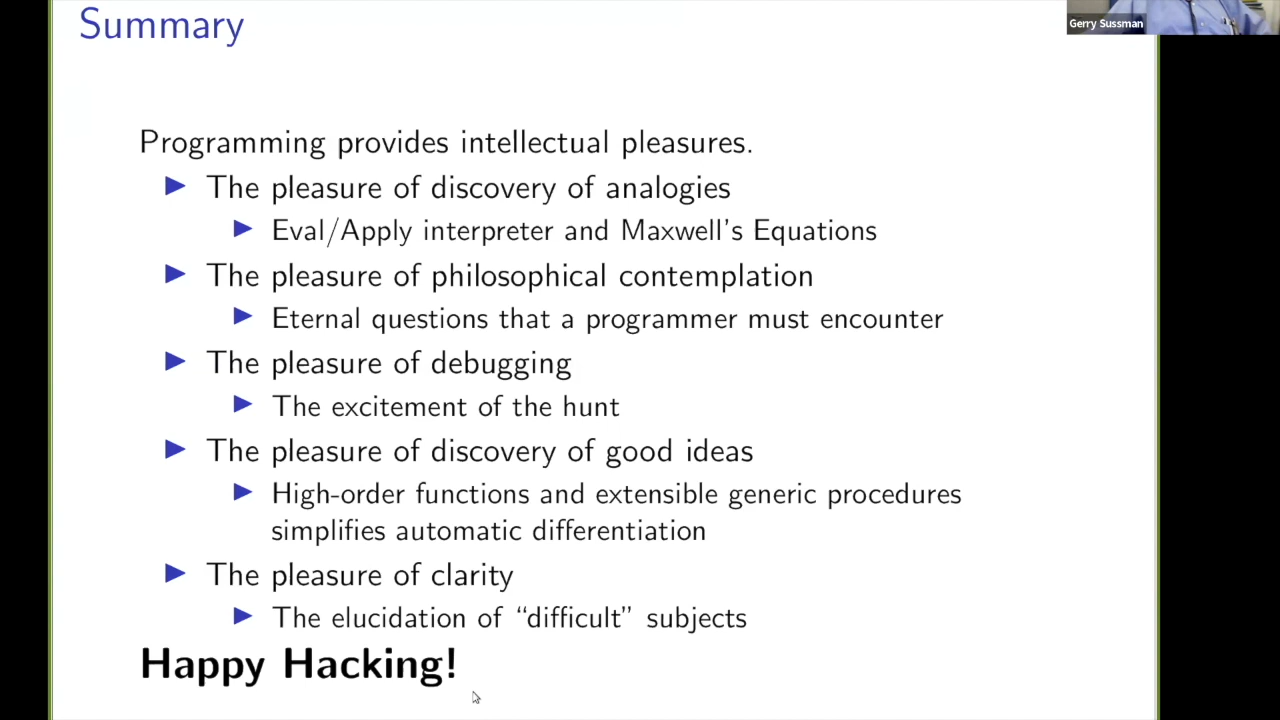 Summary
Gerry Sussman
Programming provides intellectual pleasures.
The pleasure of discovery of analogies
Eval/Apply interpreter and Maxwell's Equations
The pleasure of philosophical contemplation
Eternal questions that a programmer must encounter
The pleasure of debugging
The excitement of the hunt
The pleasure of discovery of good ideas
High-order functions and extensible generic procedures
simplifies automatic differentiation
The pleasure of clarity
The elucidation of “difficult” subjects
Happy Hacking!